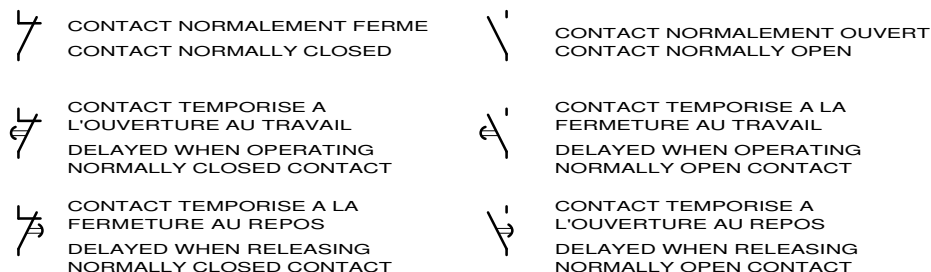 CONTACT NORMALEMENT FERME
CONTACT NORMALLY CLOSED
CONTACT NORMALEMENT OUVERT
CONTACT NORMALLY OPEN
CONTACT TEMPORISE A
L'OUVERTURE AU TRAVAIL
DELAYED WHEN OPERATING
NORMALLY CLOSED CONTACT
CONTACT TEMPORISE A LA
FERMETURE AU TRAVAIL
DELAYED WHEN OPERATING
NORMALLY OPEN CONTACT
CONTACT TEMPORISE A LA
FERMETURE AU REPOS
DELAYED WHEN RELEASING
NORMALLY CLOSED CONTACT
CONTACT TEMPORISE A
L'OUVERTURE AU REPOS
DELAYED WHEN RELEASING
NORMALLY OPEN CONTACT